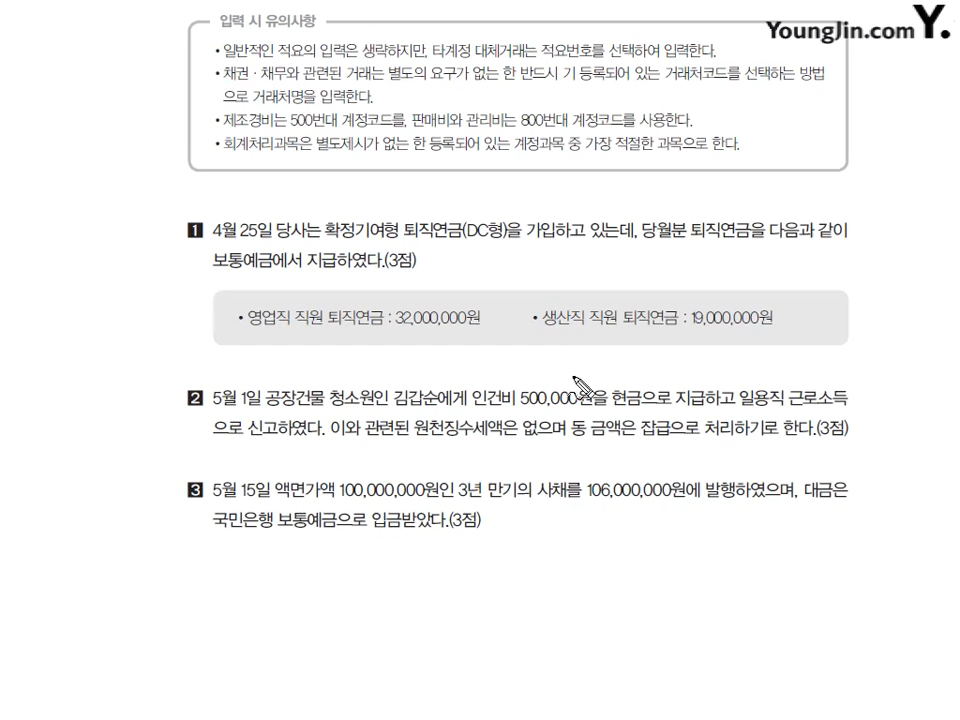 입력 시 유의사항
YoungJin.com Y.
• 일반적인 적요의 입력은 생략하지만, 타계정 대체거래는 적요번호를 선택하여 입력한다.
• 채권 · 채무와 관련된 거래는 별도의 요구가 없는 한 반드시 기 등록되어 있는 거래처코드를 선택하는 방법
으로 거래처명을 입력한다.
• 제조경비는 500번대 계정코드를, 판매비와 관리비는 800번대 계정코드를 사용한다.
• 회계처리과목은 별도제시가 없는 한 등록되어 있는 계정과목 중 가장 적절한 과목으로 한다.
1 4월 25일 당사는 확정기여형 퇴직연금(DC형)을 가입하고 있는데, 당월분 퇴직연금을 다음과 같이
보통예금에서 지급하였다.(3점)
• 영업직 직원 퇴직연금 : 32,000,000원 • 생산직 직원 퇴직연금 : 19,000,000원
2 5월 1일 공장건물 청소원인 김갑순에게 인건비 500,000원을 현금으로 지급하고 일용직 근로소득
으로 신고하였다. 이와 관련된 원천징수세액은 없으며 동 금액은 잡급으로 처리하기로 한다.(3점)
3 5월 15일 액면가액 100,000,000원인 3년 만기의 사채를 106,000,000원에 발행하였으며, 대금은
국민은행 보통예금으로 입금받았다.(3점)